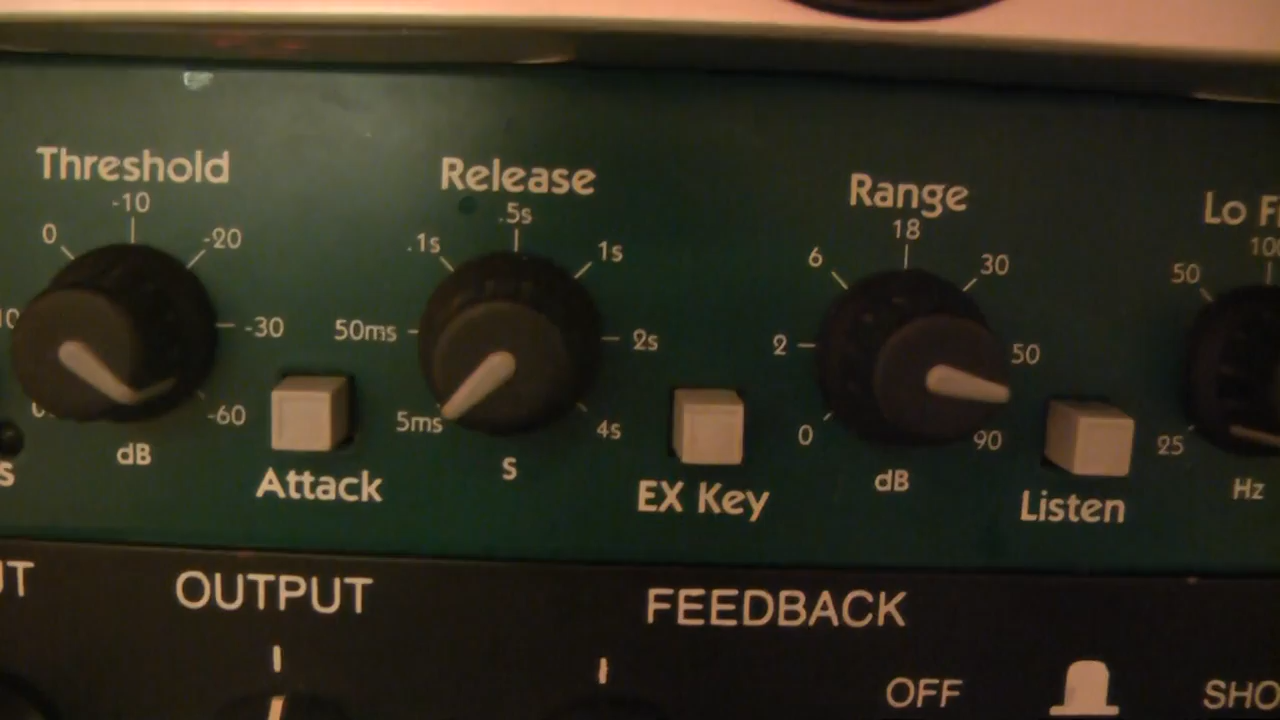 Threshold
-10
0
-20
-30
-60
dB
Attack
Release
.5s
.1s
1s
50ms
2s
5ms
4s
S
EX Key
Range
18
6
30
2
50
0
90
dB
Listen
Lo
50
25
Hz
OUTPUT
FEEDBACK
OFF